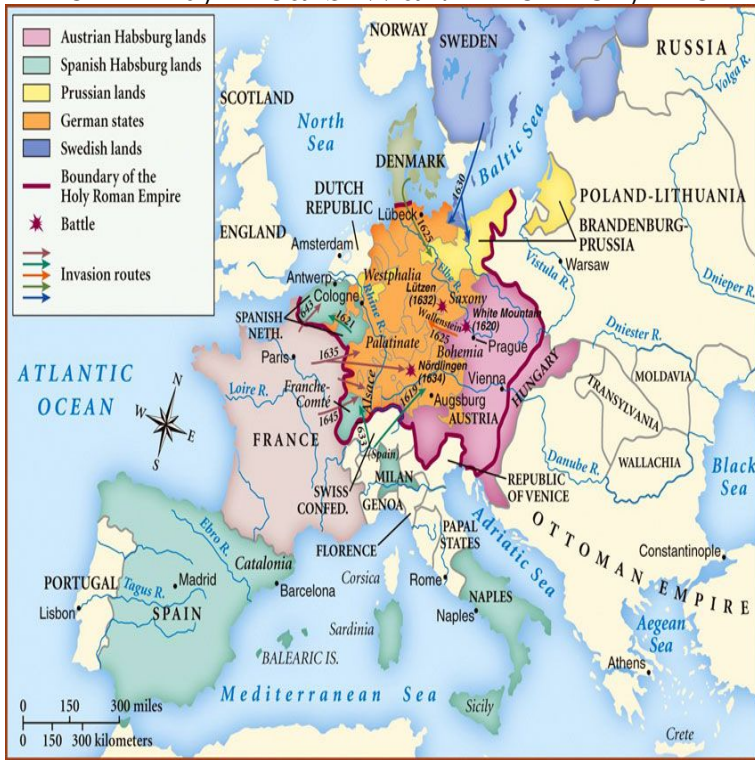 Austrian Habsburg lands
Spanish Habsburg lands
Prussian lands
German states
Swedish lands
Boundary of the
Holy Roman Empire
Battle
Invasion routes
NORWAY
SWEDEN
RUSSIA
Volga R.
SCOTLAND
North
Sea
Baltic Sea
DENMARK
1630
DUTCH
REPUBLIC
Lübeck
1625
POLAND-LITHUANIA
BRANDENBURG-
PRUSSIA
ENGLAND
Amsterdam
Elbe R.
Vistula R.
Warsaw
Dnieper R.
Antwerp
Westphalia
Cologne
Rhine R.
Lützen
(1632)
Saxony
White Mountain
(1620)
Wallenstein
1625
Prague
Bohemia
SPANISH
NETH.
1643
1621
Dniester R.
Paris
1635
Palatinate
Nördlingen
(1634)
ATLANTIC
OCEAN
N
W
E
S
Loire R.
Franche-
Comté
Alsace
1619
Vienna
Augsburg
AUSTRIA
HUNGARY
MOLDAVIA
TRANSYLVANIA
WALLACHIA
FRANCE
1645
1633
(Spain)
MILAN
SWISS
CONFED.
GENOA
REPUBLIC
OF VENICE
Danube R.
Black
Sea
FLORENCE
PAPAL
STATES
Adriatic Sea
OTTOMAN EMPIRE
Constantinople
Ebro R.
Catalonia
PORTUGAL
Tagus R.
Madrid
Barcelona
Lisbon
SPAIN
Corsica
Rome
NAPLES
Naples
Sardinia
BALEARIC IS.
Aegean
Sea
Athens
Mediterranean Sea
Sicily
Crete
0 150 300 miles
0 150 300 kilometers